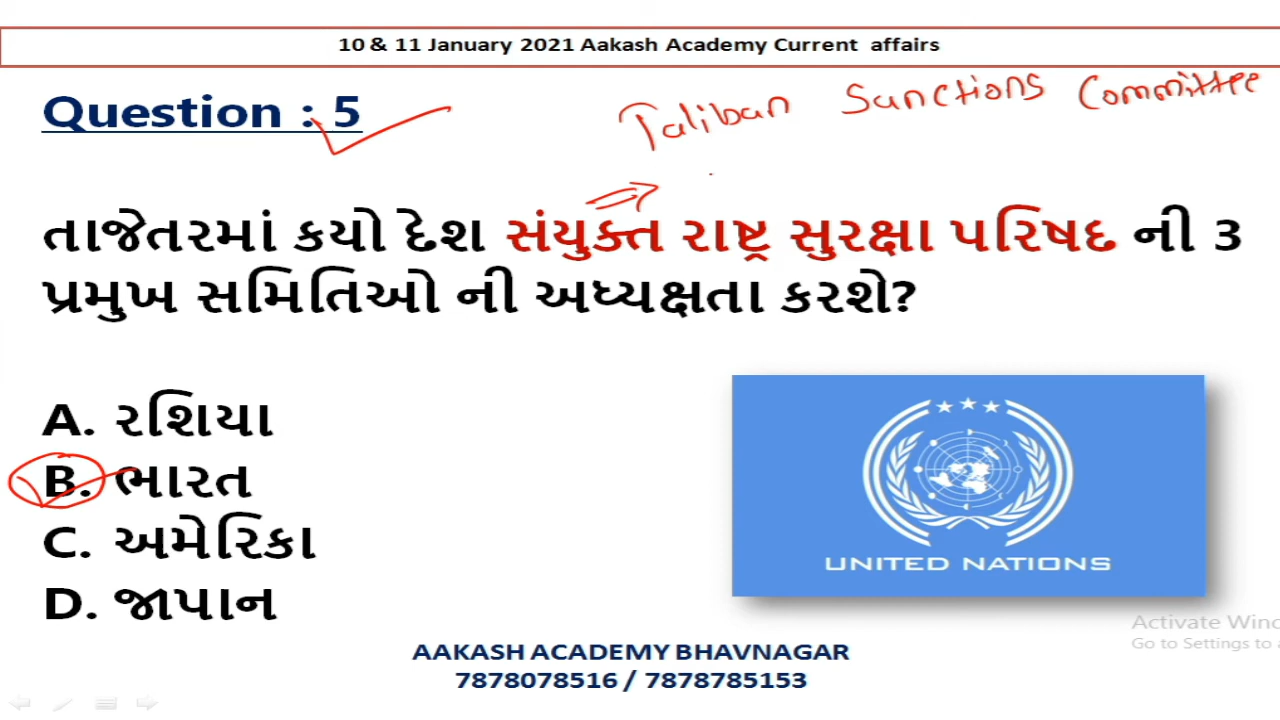 10 & 11 January 2021 Aakash Academy Current affairs
Question : 5
Taliban Sanctions Committee
તાજેતરમાં કયો દેશ સંયુક્ત રાષ્ટ્ર સુરક્ષા પરિષદ ની 3
પ્રમુખ સમિતિઓ ની અધ્યક્ષતા કરશે?
A. રશિયા
B. ભારત
C. અમેરિકા
D. જાપાન
UNITED NATIONS
Activate Winc
Go to Settings to a
AAKASH ACADEMY BHAVNAGAR
7878078516 / 7878785153